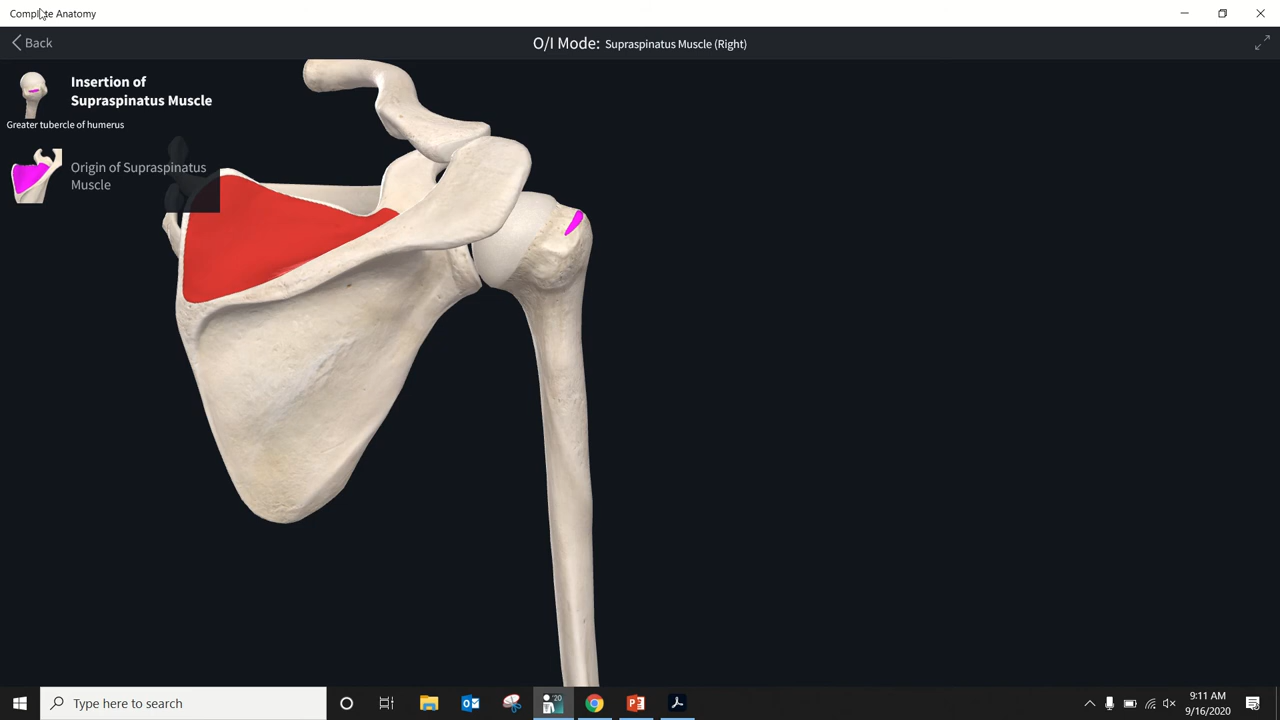 Complete Anatomy
Back
O/I Mode: Supraspinatus Muscle (Right)
Insertion of
Supraspinatus Muscle
Greater tubercle of humerus
Origin of Supraspinatus
Muscle
Type here to search
'20
9:11 AM
9/16/2020